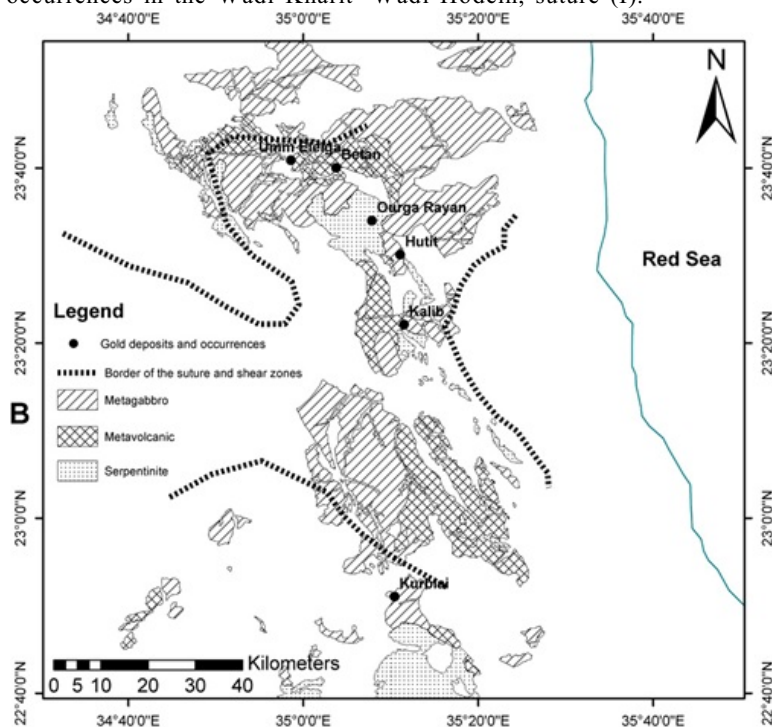 occurrences in the Wadi Kharit–Wadi Hodein, suture (I).
34°40'0"E 35°0'0"E 35°20'0"E 35°40'0"E
N
23°40'0"N 23°40'0"N
Umm Eleiga
Betan
Ourga Rayan
Hutit
Red Sea
Kalib
23°20'0"N 23°20'0"N
Legend
Gold deposits and occurrences
Border of the suture and shear zones
Metagabbro
Metavolcanic
Serpentinite
B
23°0'0"N 23°0'0"N
Kurbiai
Kilometers
0 5 10 20 30 40
22°40'0"N 22°40'0"N
34°40'0"E 35°0'0"E 35°20'0"E 35°40'0"E